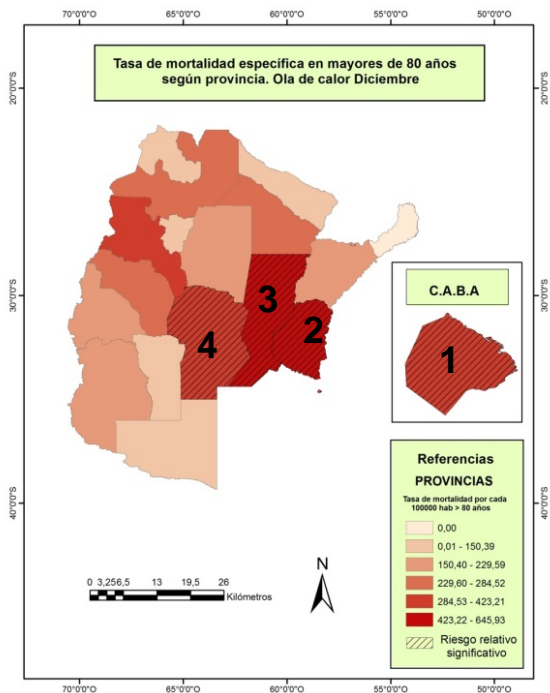 70°0'0"O 65°0'0"O 60°0'0"O 55°0'0"O 50°0'0"O
Tasa de mortalidad específica en mayores de 80 años
según provincia. Ola de calor Diciembre
20°0'0"S 20°0'0"S
30°0'0"S 30°0'0"S
40°0'0"S 40°0'0"S
3
2
4
C.A.B.A
1
Referencias
PROVINCIAS
Tasa de mortalidad por cada
100000 hab > 80 años
0,00
0,01 - 150,39
150,40 - 229,59
229,60 - 284,52
284,53 - 423,21
423,22 - 645,93
Riesgo relativo
significativo
N
0 3,256,5 13 19,5 26
Kilómetros
70°0'0"O 65°0'0"O 60°0'0"O 55°0'0"O 50°0'0"O